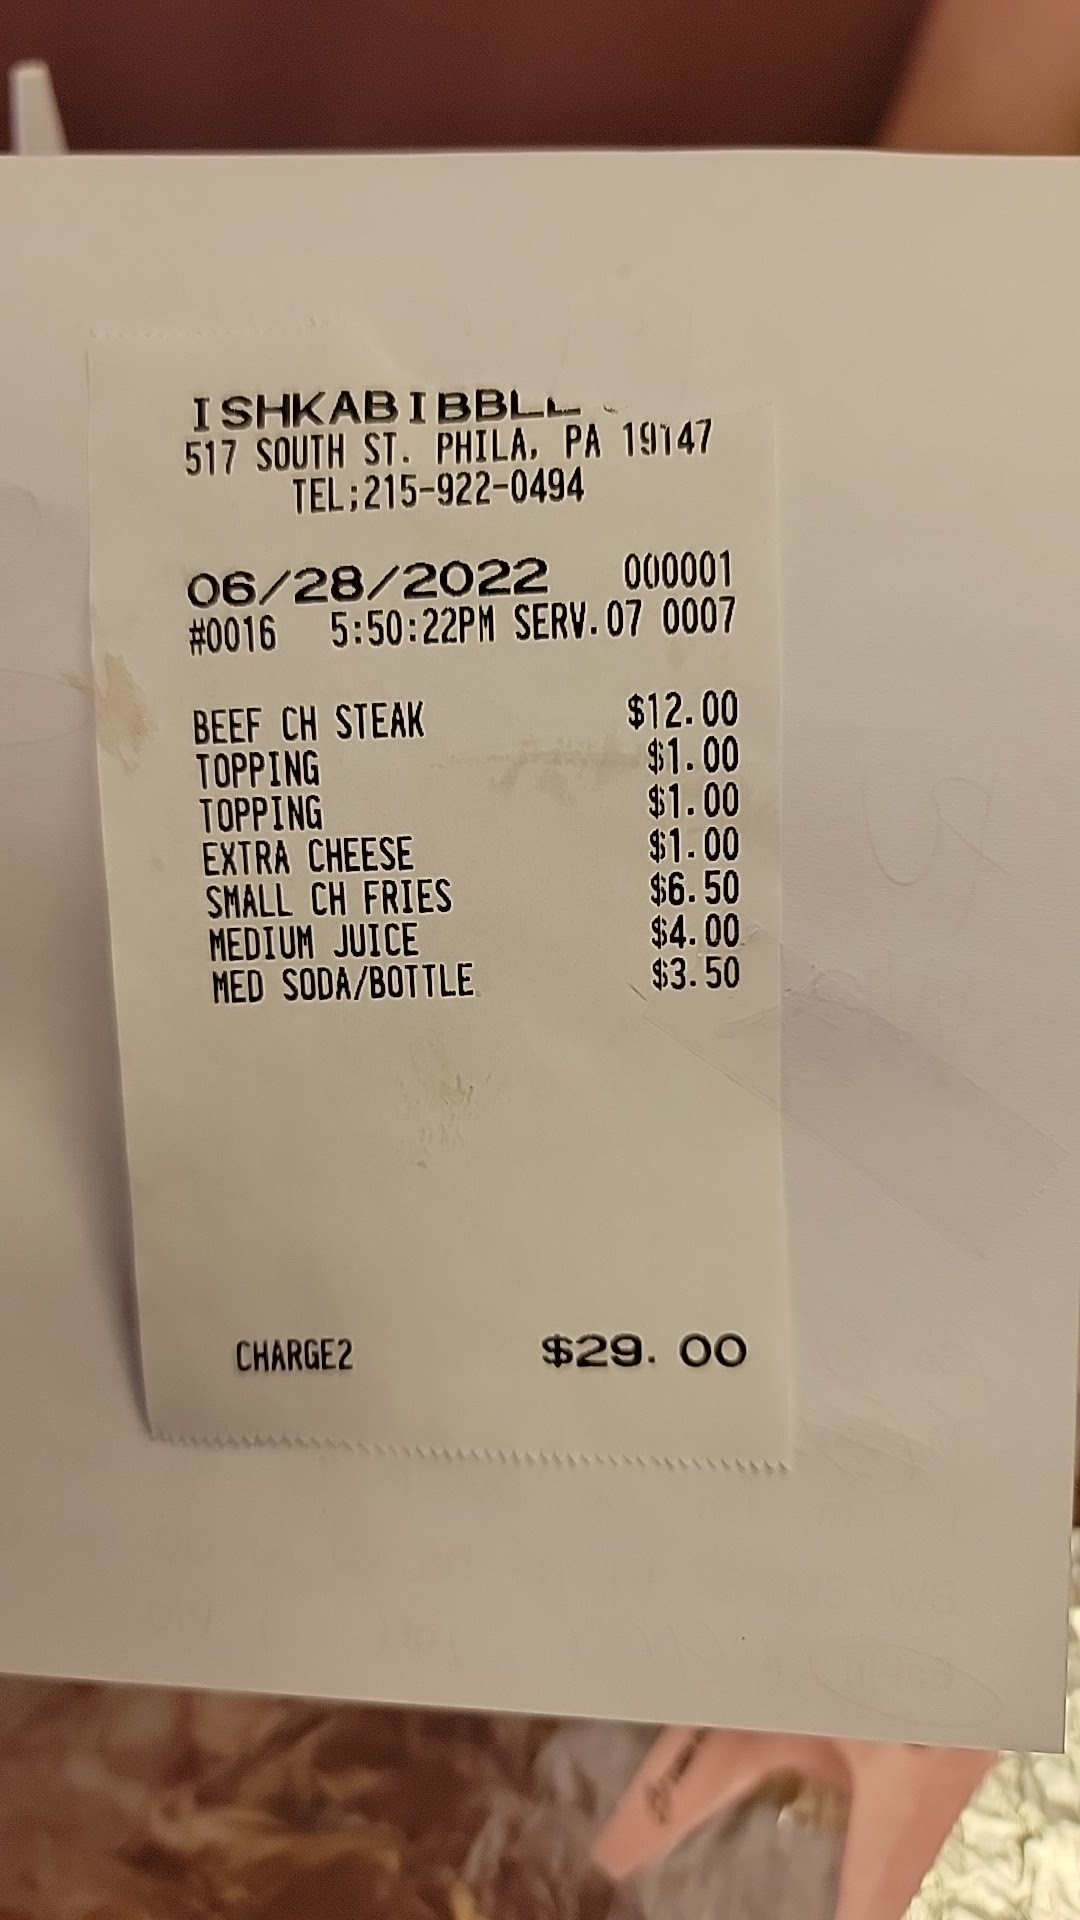 ISHKABIBBLE
517 SOUTH ST. PHILA, PA 19147
TEL;215-922-0494
06/28/2022 000001
#0016 5:50:22PM SERV.07 0007
BEEF CH STEAK $12.00
TOPPING $1.00
TOPPING $1.00
EXTRA CHEESE $1.00
SMALL CH FRIES $6.50
MEDIUM JUICE $4.00
MED SODA/BOTTLE $3.50
CHARGE2 $29.00